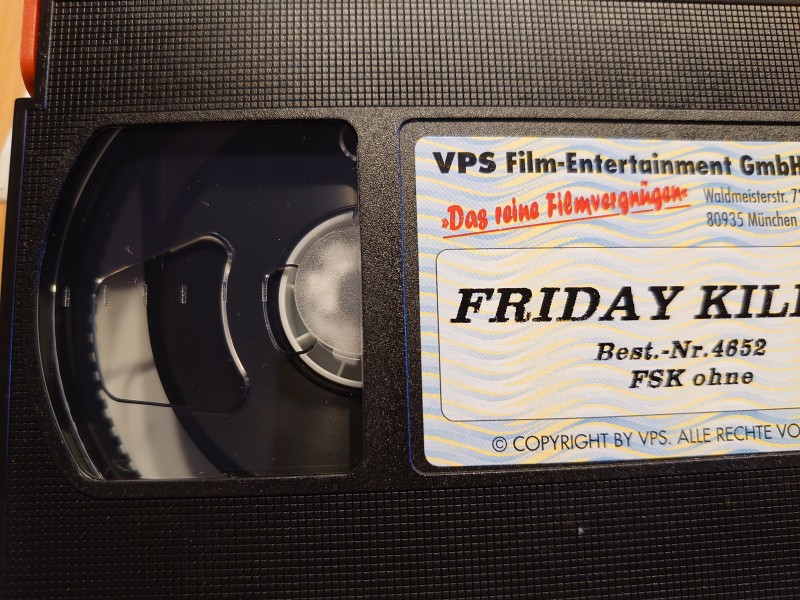 VPS Film-Entertainment GmbH
»Das reine Filmvergnügen«
Waldmeisterstr. 7
80935 München
FRIDAY KIL
Best.-Nr.4652
FSK ohne
© COPYRIGHT BY VPS. ALLE RECHTE VO